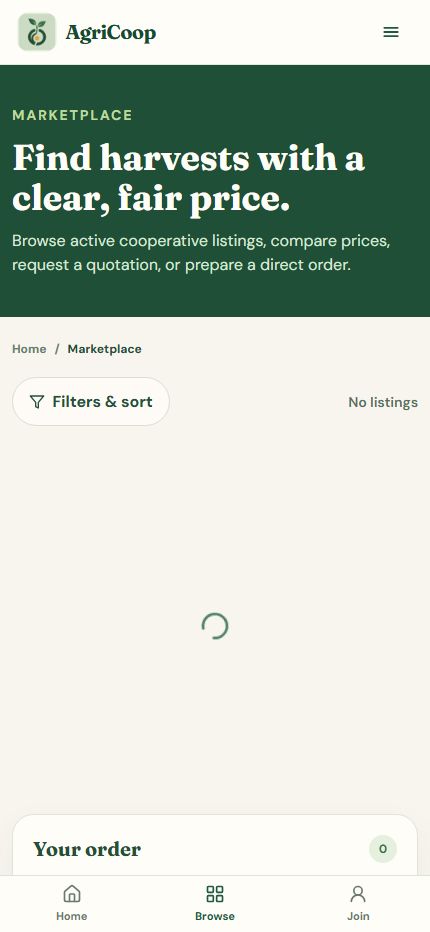 AgriCoop
MARKETPLACE
Find harvests with a
clear, fair price.
Browse active cooperative listings, compare prices,
request a quotation, or prepare a direct order.
Home / Marketplace
Filters & sort
No listings
Your order
0
Home
Browse
Join